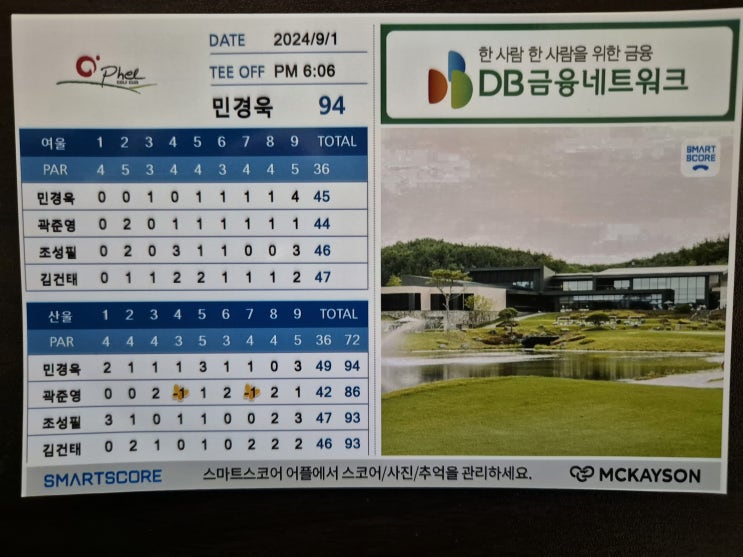 O'Phel
GOLF CLUB
DATE 2024/9/1
TEE OFF PM 6:06
민경욱 94
여울 1 2 3 4 5 6 7 8 9 TOTAL
PAR 4 5 3 4 4 3 4 4 5 36
민경욱 0 0 1 0 1 1 1 1 4 45
곽준영 0 2 0 1 1 1 1 1 1 44
조성필 0 2 0 3 1 1 0 0 3 46
김건태 0 1 1 2 2 1 1 1 2 47
산울 1 2 3 4 5 6 7 8 9 TOTAL
PAR 4 4 4 3 5 3 4 4 5 36 72
민경욱 2 1 1 1 3 1 1 0 3 49 94
곽준영 0 0 2 -1 1 2 -1 2 1 42 86
조성필 3 1 0 1 1 0 0 2 3 47 93
김건태 0 2 1 0 1 0 2 2 2 46 93
한 사람 한 사람을 위한 금융
DB금융네트워크
SMART
SCORE
SMARTSCORE 스마트스코어 어플에서 스코어/사진/추억을 관리하세요. MCKAYSON